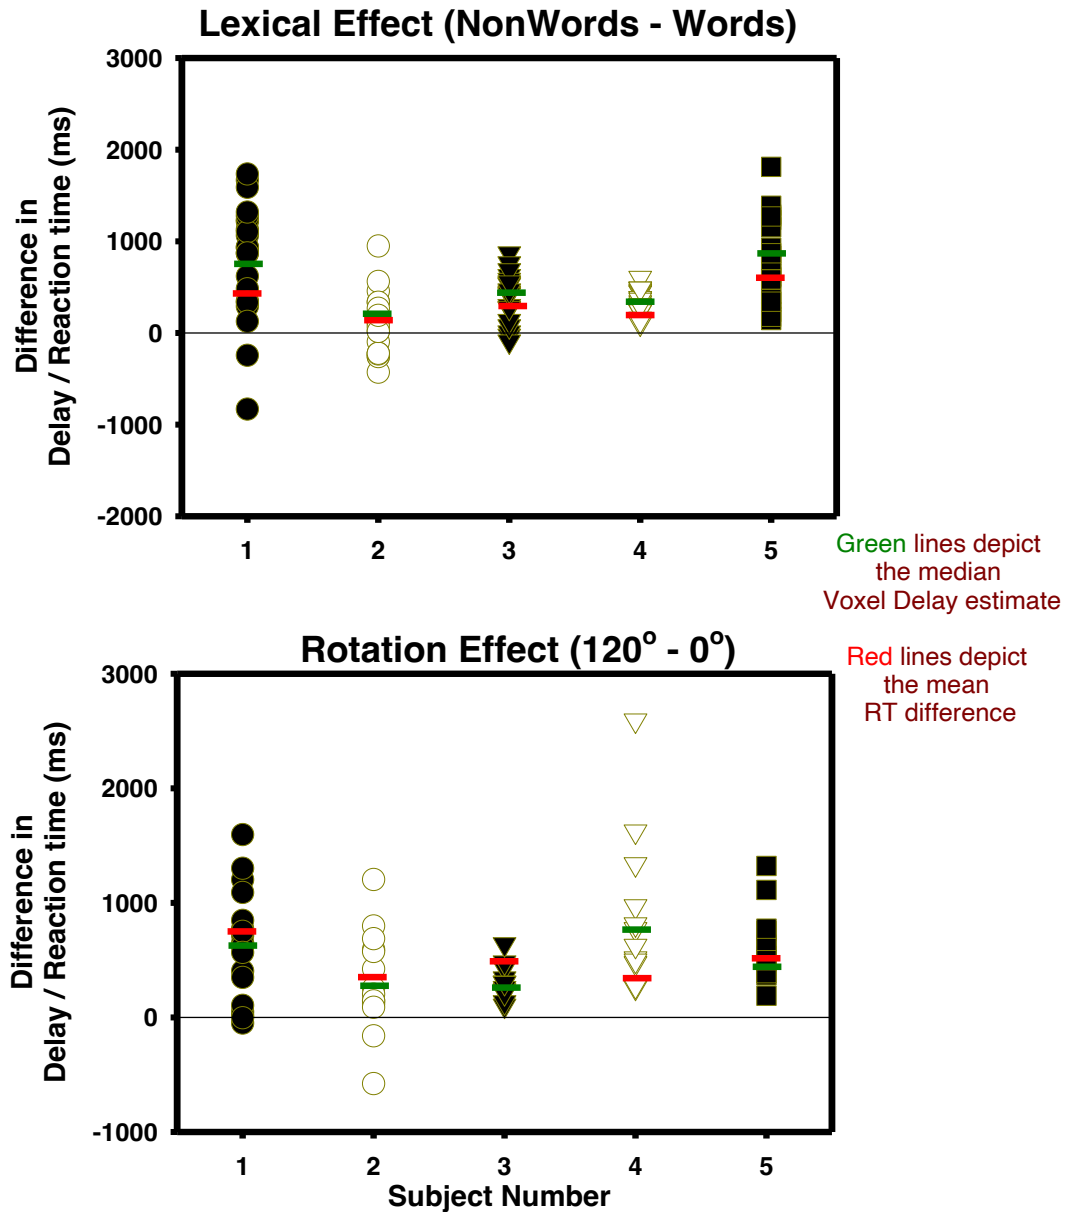 Lexical Effect (NonWords - Words)
Difference in
Delay / Reaction time (ms)
3000
2000
1000
0
-1000
-2000
1 2 3 4 5
Green lines depict
the median
Voxel Delay estimate
Red lines depict
the mean
RT difference
Rotation Effect (120° - 0°)
Difference in
Delay / Reaction time (ms)
3000
2000
1000
0
-1000
1 2 3 4 5
Subject Number